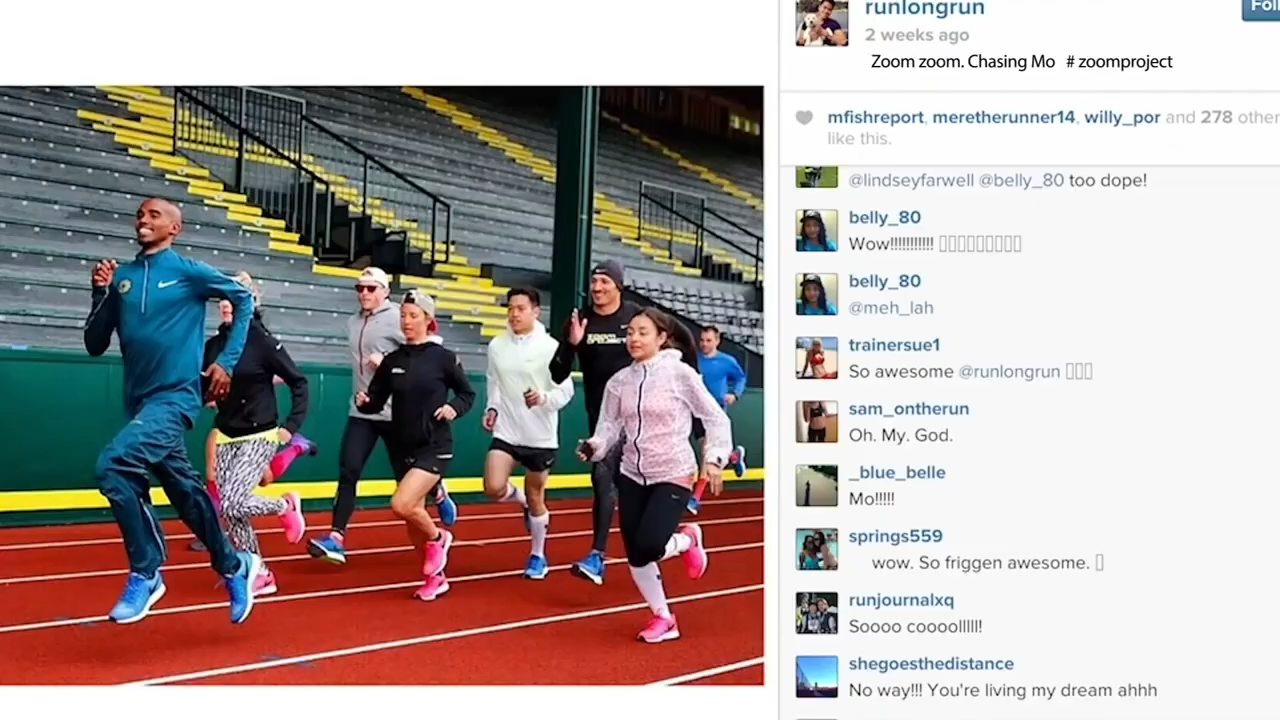 runlongrun
Foll
2 weeks ago
Zoom zoom. Chasing Mo # zoomproject
mfishreport, meretherunner14, willy_por and 278 other
like this.
@lindseyfarwell @belly_80 too dope!
belly_80
Wow!!!!!!!!!!!
belly_80
@meh_lah
trainersue1
So awesome @runlongrun
sam_ontherun
Oh. My. God.
_blue_belle
Mo!!!!!
springs559
wow. So friggen awesome.
runjournalxq
Soooo coooolllll!
shegoesthedistance
No way!!! You're living my dream ahhh